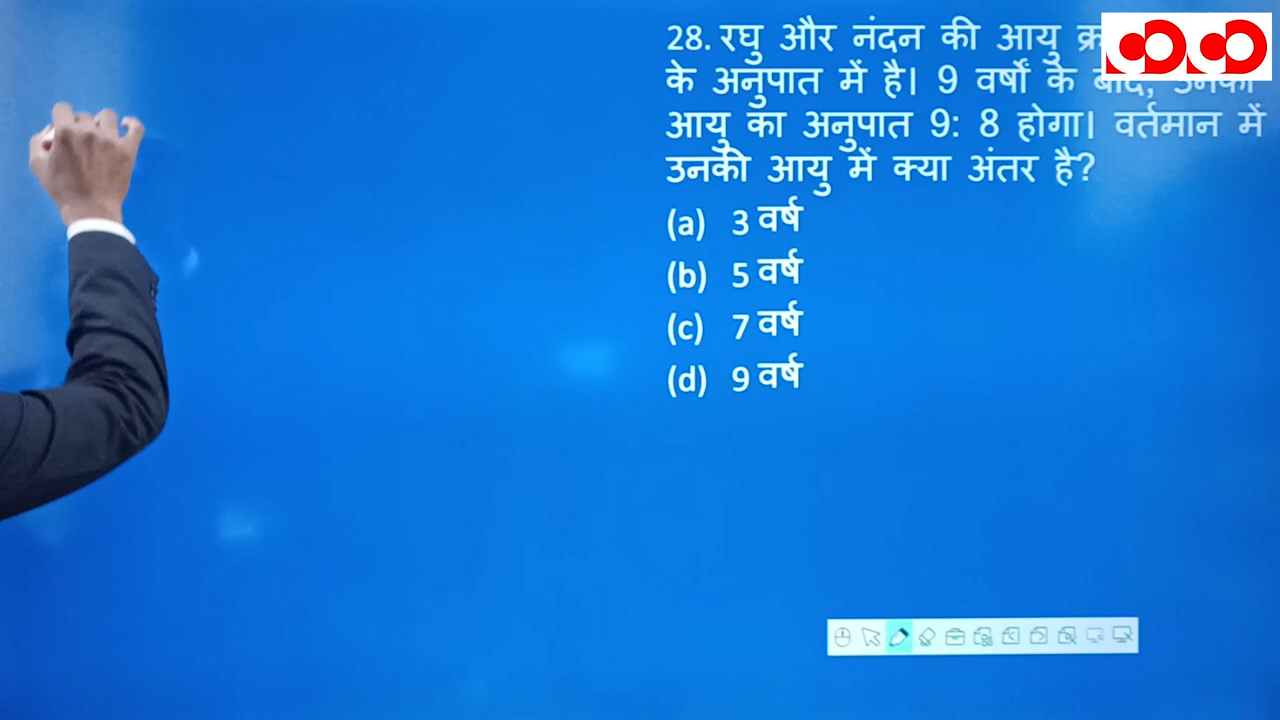 28. रघु और नंदन की आयु
के अनुपात में है। 9 वर्षों के बाद, उनकी
आयु का अनुपात 9: 8 होगा। वर्तमान में
उनकी आयु में क्या अंतर है?
(a) 3 वर्ष
(b) 5 वर्ष
(c) 7 वर्ष
(d) 9 वर्ष